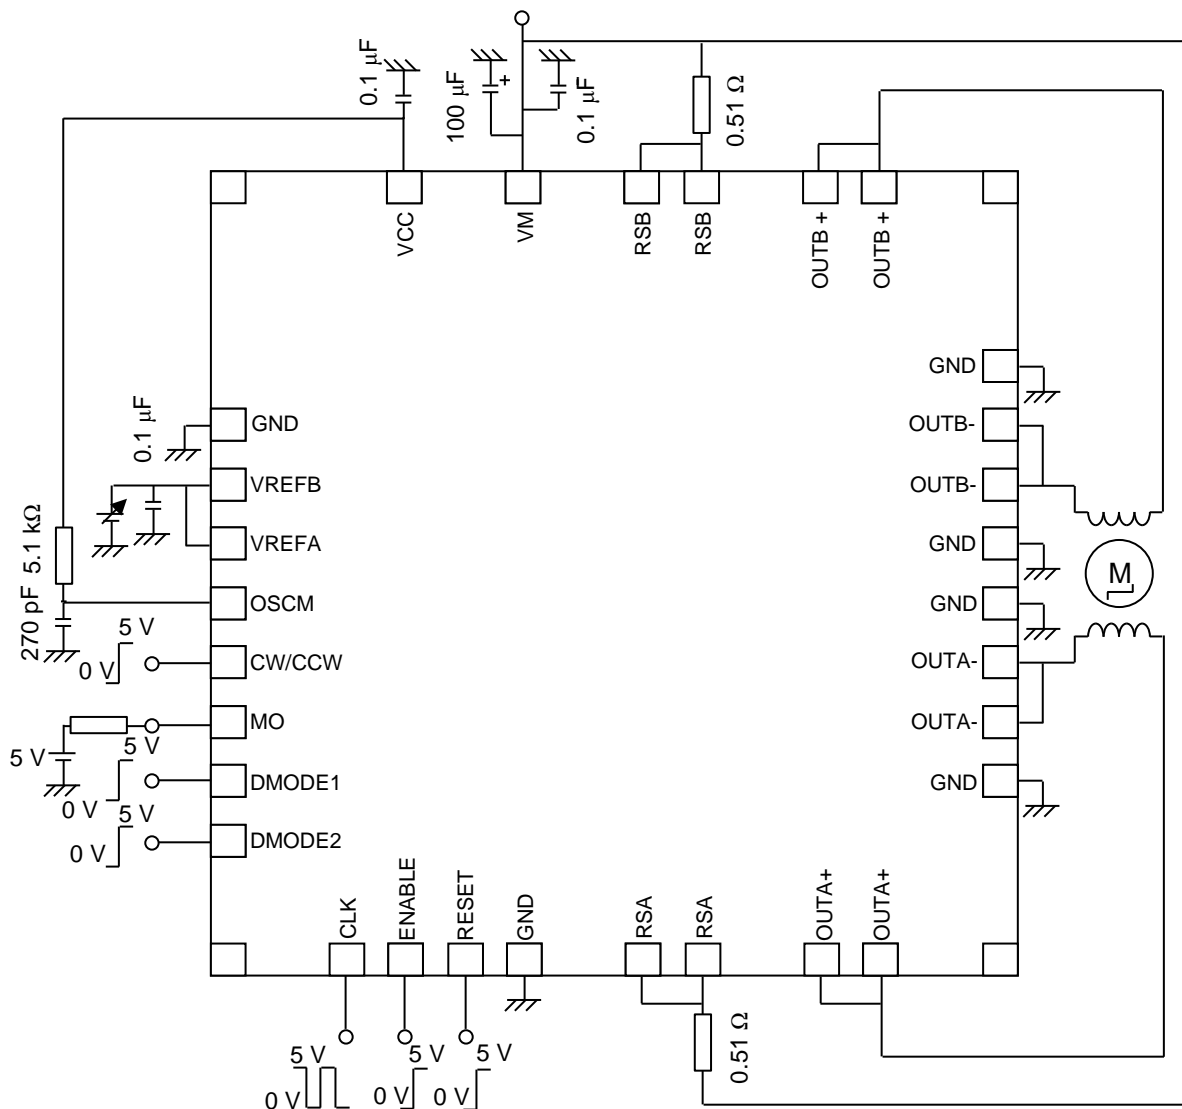 0.1 μF
100 μF
+
0.1 μF
0.51 Ω
VCC
VM
RSB
RSB
OUTB +
OUTB +
GND
0.1 μF
GND
OUTB-
VREFB
OUTB-
5.1 kΩ
VREFA
GND
M
270 pF
OSCM
GND
5 V
0 V
CW/CCW
OUTA-
MO
OUTA-
5 V
5 V
DMODE1
GND
0 V
5 V
DMODE2
0 V
CLK
ENABLE
RESET
GND
RSA
RSA
OUTA+
OUTA+
0.51 Ω
5 V
5 V
5 V
0 V
0 V
0 V